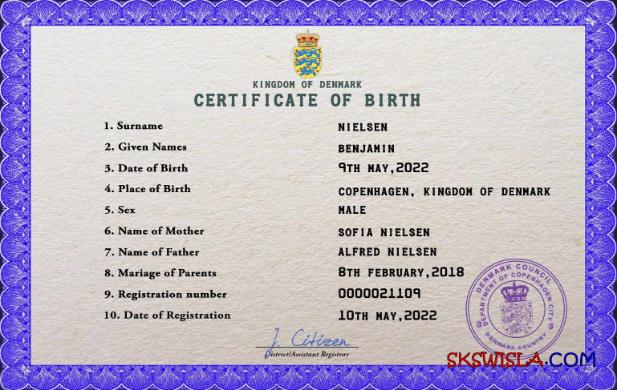 KINGDOM OF DENMARK
CERTIFICATE OF BIRTH
1. Surname NIELSEN
2. Given Names BENJAMIN
3. Date of Birth 9TH MAY,2022
4. Place of Birth COPENHAGEN, KINGDOM OF DENMARK
5. Sex MALE
6. Name of Mother SOFIA NIELSEN
7. Name of Father ALFRED NIELSEN
8. Mariage of Parents 8TH FEBRUARY,2018
9. Registration number 0000021109
10. Date of Registration 10TH MAY,2022
DENMARK COUNCIL
DEPARTMENT OF COPENHAGEN CITY
DENMARK COUNTRY
J. Citizen
District/Assistant Registrar
SKSWISLA.COM